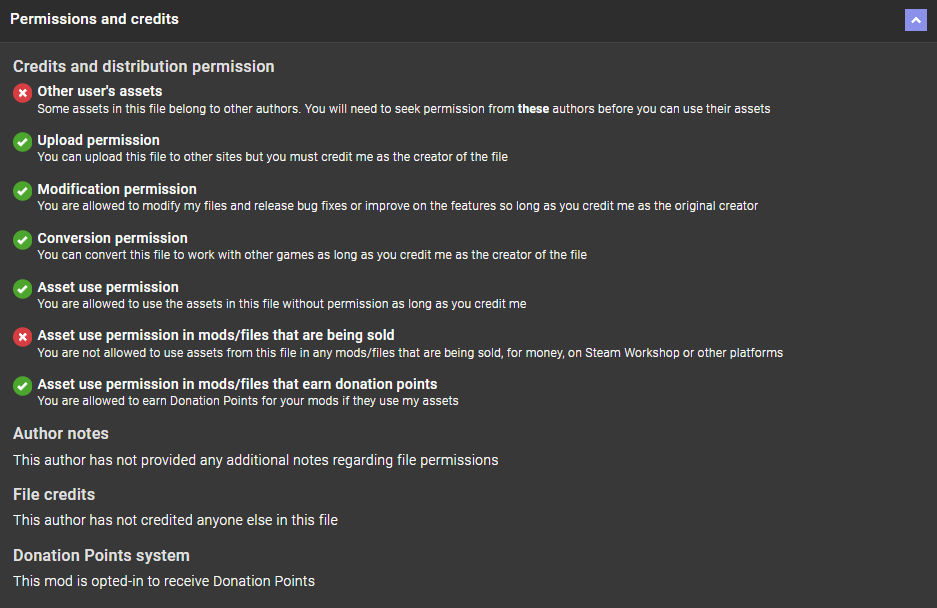 Permissions and credits
Credits and distribution permission
Other user's assets
Some assets in this file belong to other authors. You will need to seek permission from these authors before you can use their assets
Upload permission
You can upload this file to other sites but you must credit me as the creator of the file
Modification permission
You are allowed to modify my files and release bug fixes or improve on the features so long as you credit me as the original creator
Conversion permission
You can convert this file to work with other games as long as you credit me as the creator of the file
Asset use permission
You are allowed to use the assets in this file without permission as long as you credit me
Asset use permission in mods/files that are being sold
You are not allowed to use assets from this file in any mods/files that are being sold, for money, on Steam Workshop or other platforms
Asset use permission in mods/files that earn donation points
You are allowed to earn Donation Points for your mods if they use my assets
Author notes
This author has not provided any additional notes regarding file permissions
File credits
This author has not credited anyone else in this file
Donation Points system
This mod is opted-in to receive Donation Points